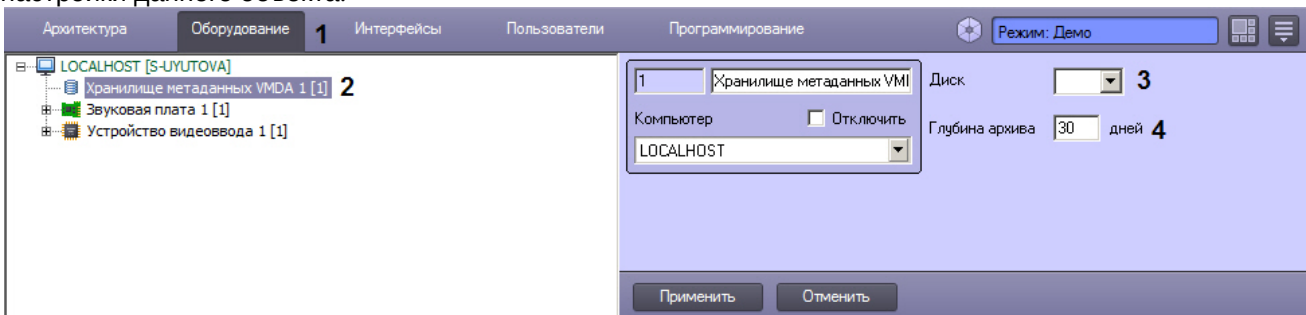 настройки данного объекта.
Архитектура Оборудование 1 Интерфейсы Пользователи Программирование Режим: Демо
LOCALHOST [S-UYUTOVA]
Хранилище метаданных VMDA 1 [1] 2
Звуковая плата 1 [1]
Устройство видеоввода 1 [1]
1 Хранилище метаданных VMI
Компьютер Отключить
LOCALHOST
Диск 3
Глубина архива 30 дней 4
Применить Отменить